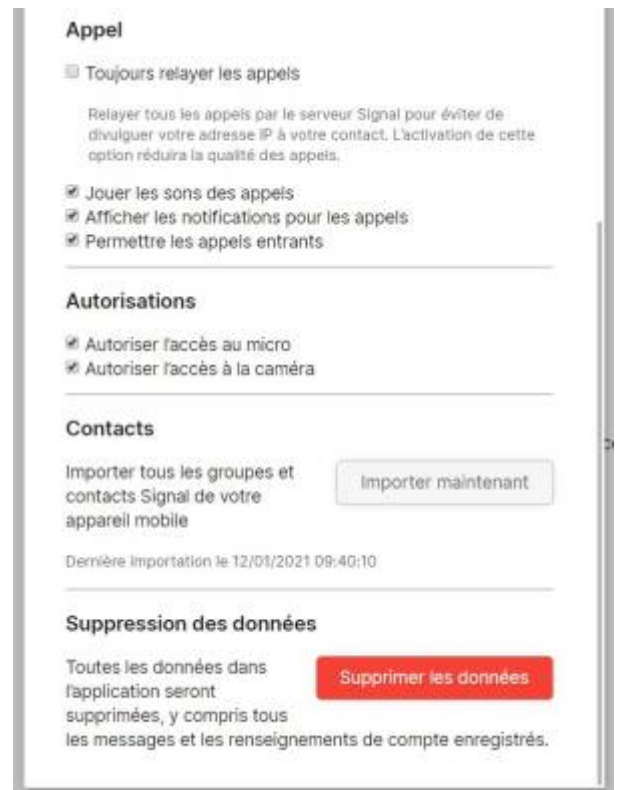 Appel
Toujours relayer les appels
Relayer tous les appels par le serveur Signal pour éviter de
divulguer votre adresse IP à votre contact. L'activation de cette
option réduira la qualité des appels.
Jouer les sons des appels
Afficher les notifications pour les appels
Permettre les appels entrants
Autorisations
Autoriser l'accès au micro
Autoriser l'accès à la caméra
Contacts
Importer tous les groupes et
contacts Signal de votre
appareil mobile
Importer maintenant
Dernière importation le 12/01/2021 09:40:10
Suppression des données
Toutes les données dans
l'application seront
supprimées, y compris tous
les messages et les renseignements de compte enregistrés.
Supprimer les données